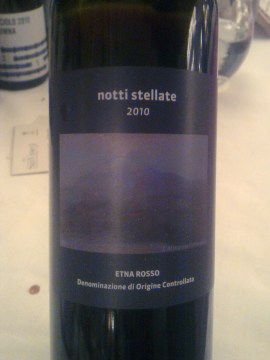 notti stellate
2010
ETNA ROSSO
Denominazione di Origine Controllata